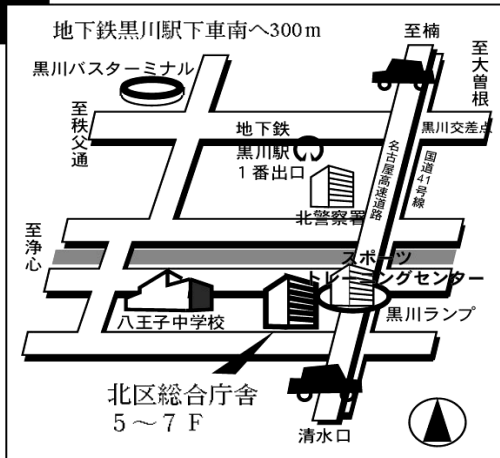 地下鉄黒川駅下車南へ300m
至楠
至大曽根
黒川バスターミナル
至秩父通
地下鉄
黒川駅
1番出口
黒川交差点
名古屋高速道路
国道41号線
北警察署
至浄心
スポーツ
トレーニングセンター
八王子中学校
黒川ランプ
北区総合庁舎
5〜7F
清水口